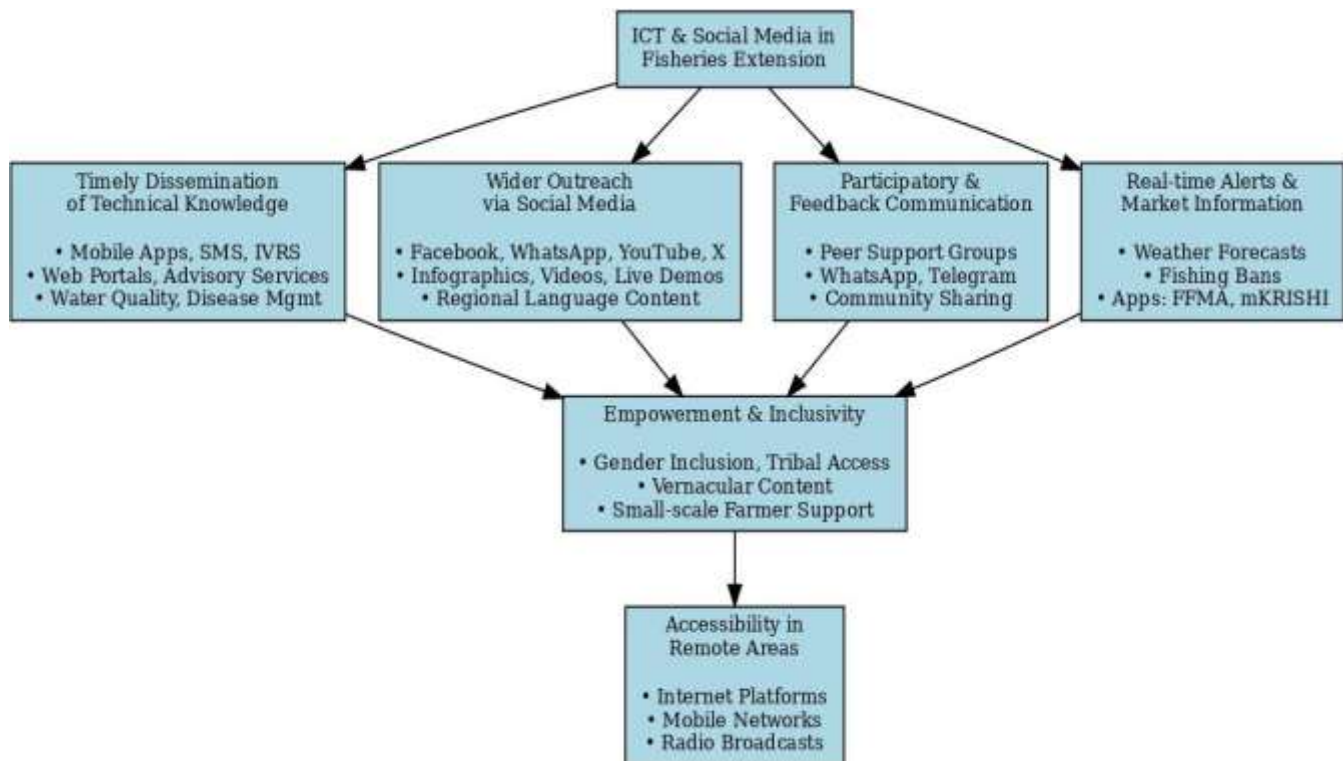 ICT & Social Media in
Fisheries Extension
Timely Dissemination
of Technical Knowledge
• Mobile Apps, SMS, IVRS
• Web Portals, Advisory Services
• Water Quality, Disease Mgmt
Wider Outreach
via Social Media
• Facebook, WhatsApp, YouTube, X
• Infographics, Videos, Live Demos
• Regional Language Content
Participatory &
Feedback Communication
• Peer Support Groups
• WhatsApp, Telegram
• Community Sharing
Real-time Alerts &
Market Information
• Weather Forecasts
• Fishing Bans
• Apps: FFMA, mKRISHI
Empowerment & Inclusivity
• Gender Inclusion, Tribal Access
• Vernacular Content
• Small-scale Farmer Support
Accessibility in
Remote Areas
• Internet Platforms
• Mobile Networks
• Radio Broadcasts